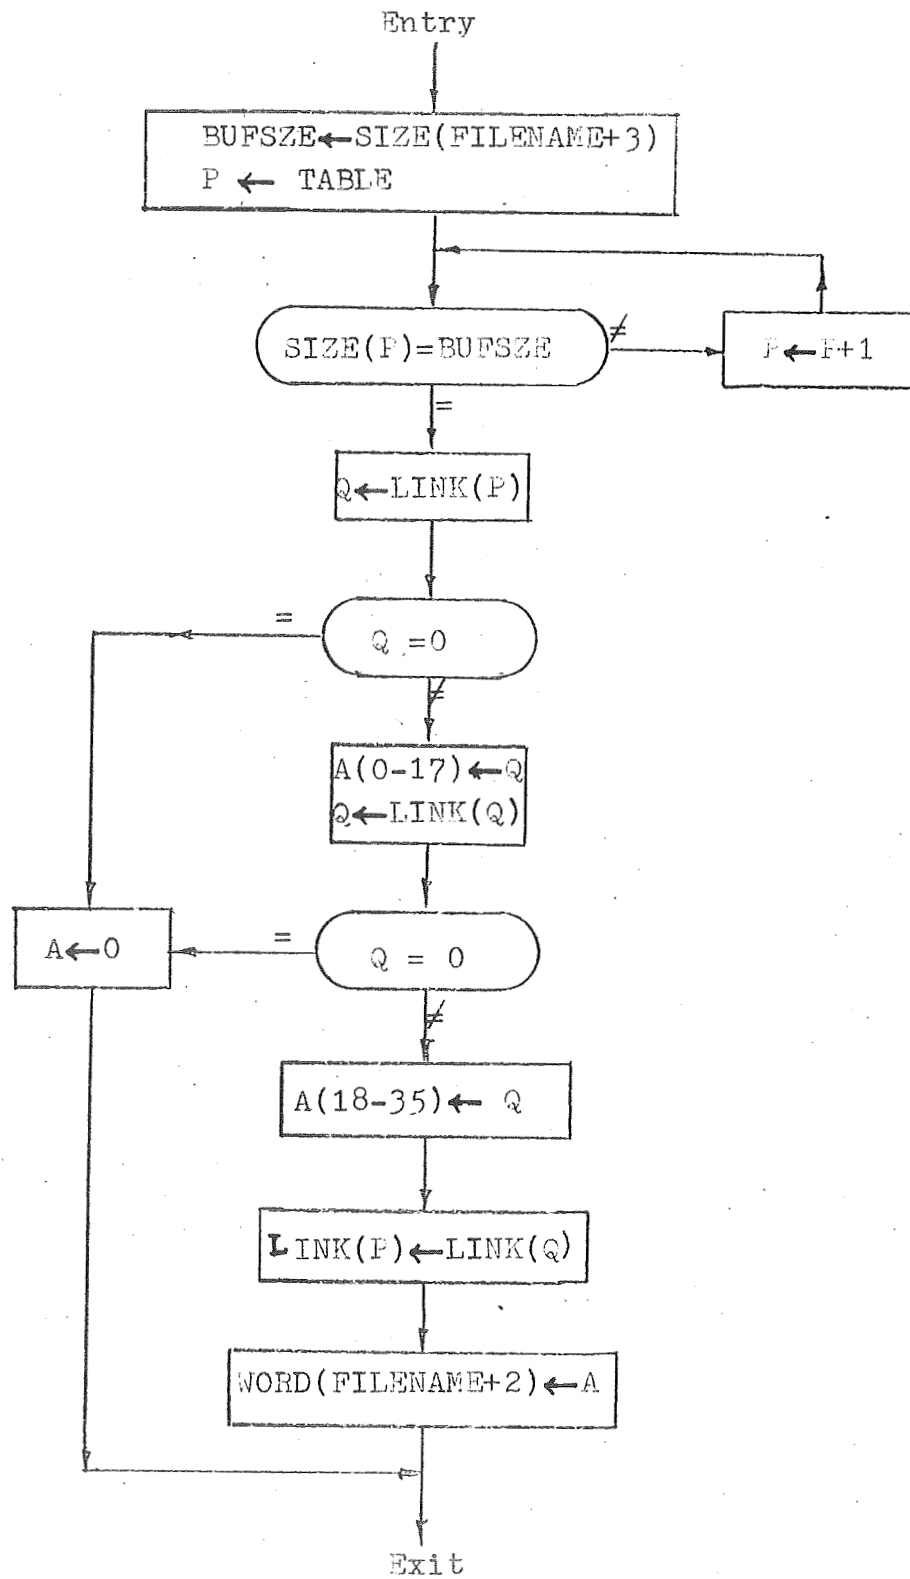 Entry
BUFSZE←SIZE(FILENAME+3)
P ← TABLE
SIZE(P)=BUFSZE
≠
P←P+1
=
Q←LINK(P)
=
Q =0
≠
A(0-17)←Q
Q←LINK(Q)
A←0
=
Q = 0
≠
A(18-35)← Q
LINK(P)←LINK(Q)
WORD(FILENAME+2)←A
Exit